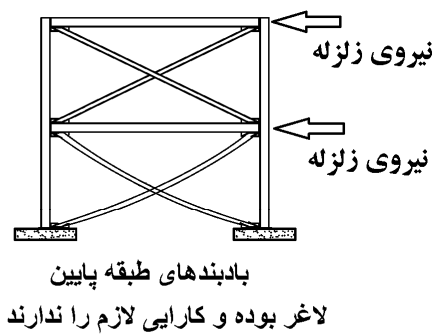 نیروی زلزله
نیروی زلزله
بادبندهای طبقه پایین
لاغر بوده و کارایی لازم را ندارند